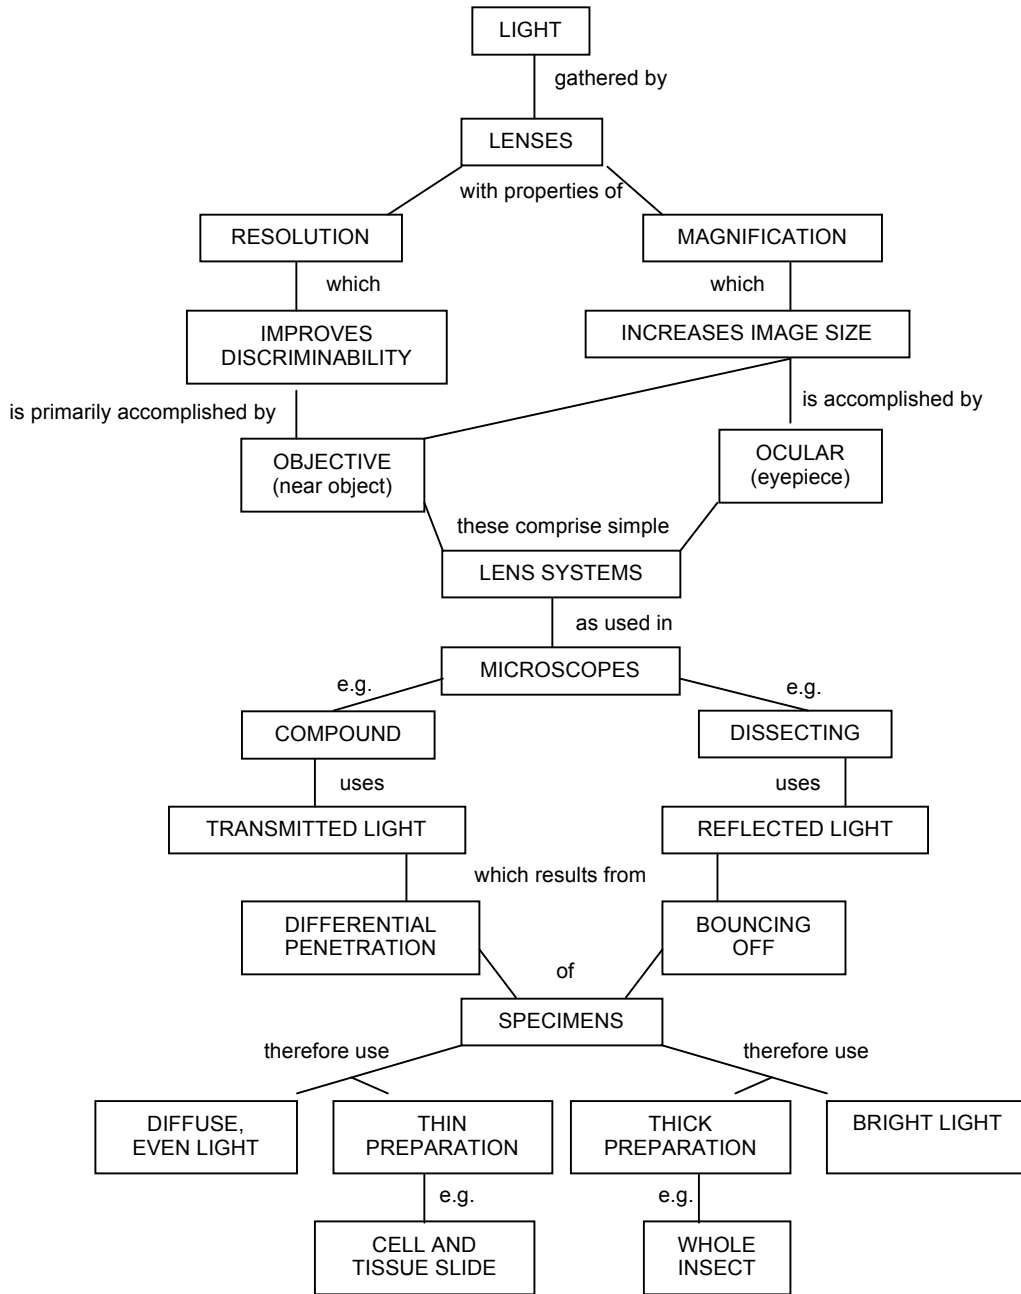 LIGHT
gathered by
LENSES
with properties of
RESOLUTION
MAGNIFICATION
which
which
IMPROVES
DISCRIMINABILITY
INCREASES IMAGE SIZE
is primarily accomplished by
is accomplished by
OBJECTIVE
(near object)
OCULAR
(eyepiece)
these comprise simple
LENS SYSTEMS
as used in
MICROSCOPES
e.g.
e.g.
COMPOUND
DISSECTING
uses
uses
TRANSMITTED LIGHT
REFLECTED LIGHT
which results from
DIFFERENTIAL
PENETRATION
BOUNCING
OFF
of
SPECIMENS
therefore use
therefore use
DIFFUSE,
EVEN LIGHT
THIN
PREPARATION
THICK
PREPARATION
BRIGHT LIGHT
e.g.
e.g.
CELL AND
TISSUE SLIDE
WHOLE
INSECT